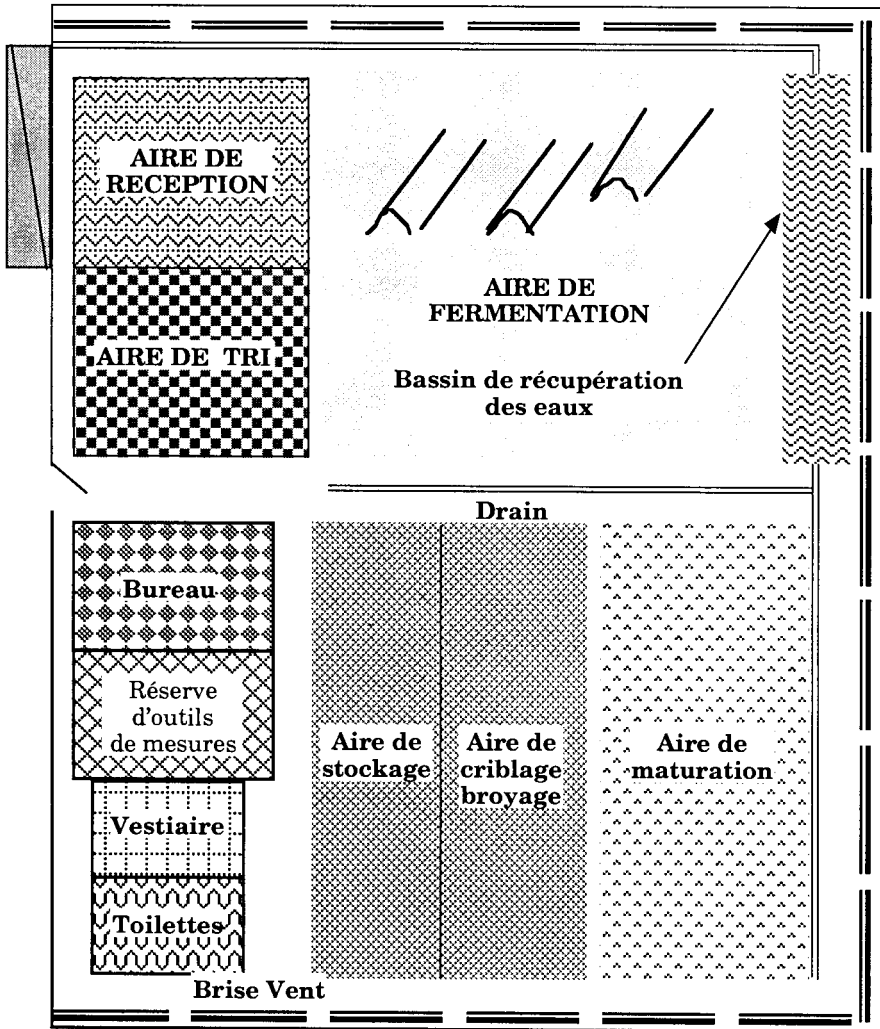 AIRE DE
RECEPTION
AIRE DE TRI
AIRE DE
FERMENTATION
Bassin de récupération
des eaux
Drain
Bureau
Réserve
d'outils
de mesures
Vestiaire
Toilettes
Aire de
stockage
Aire de
criblage
broyage
Aire de
maturation
Brise Vent